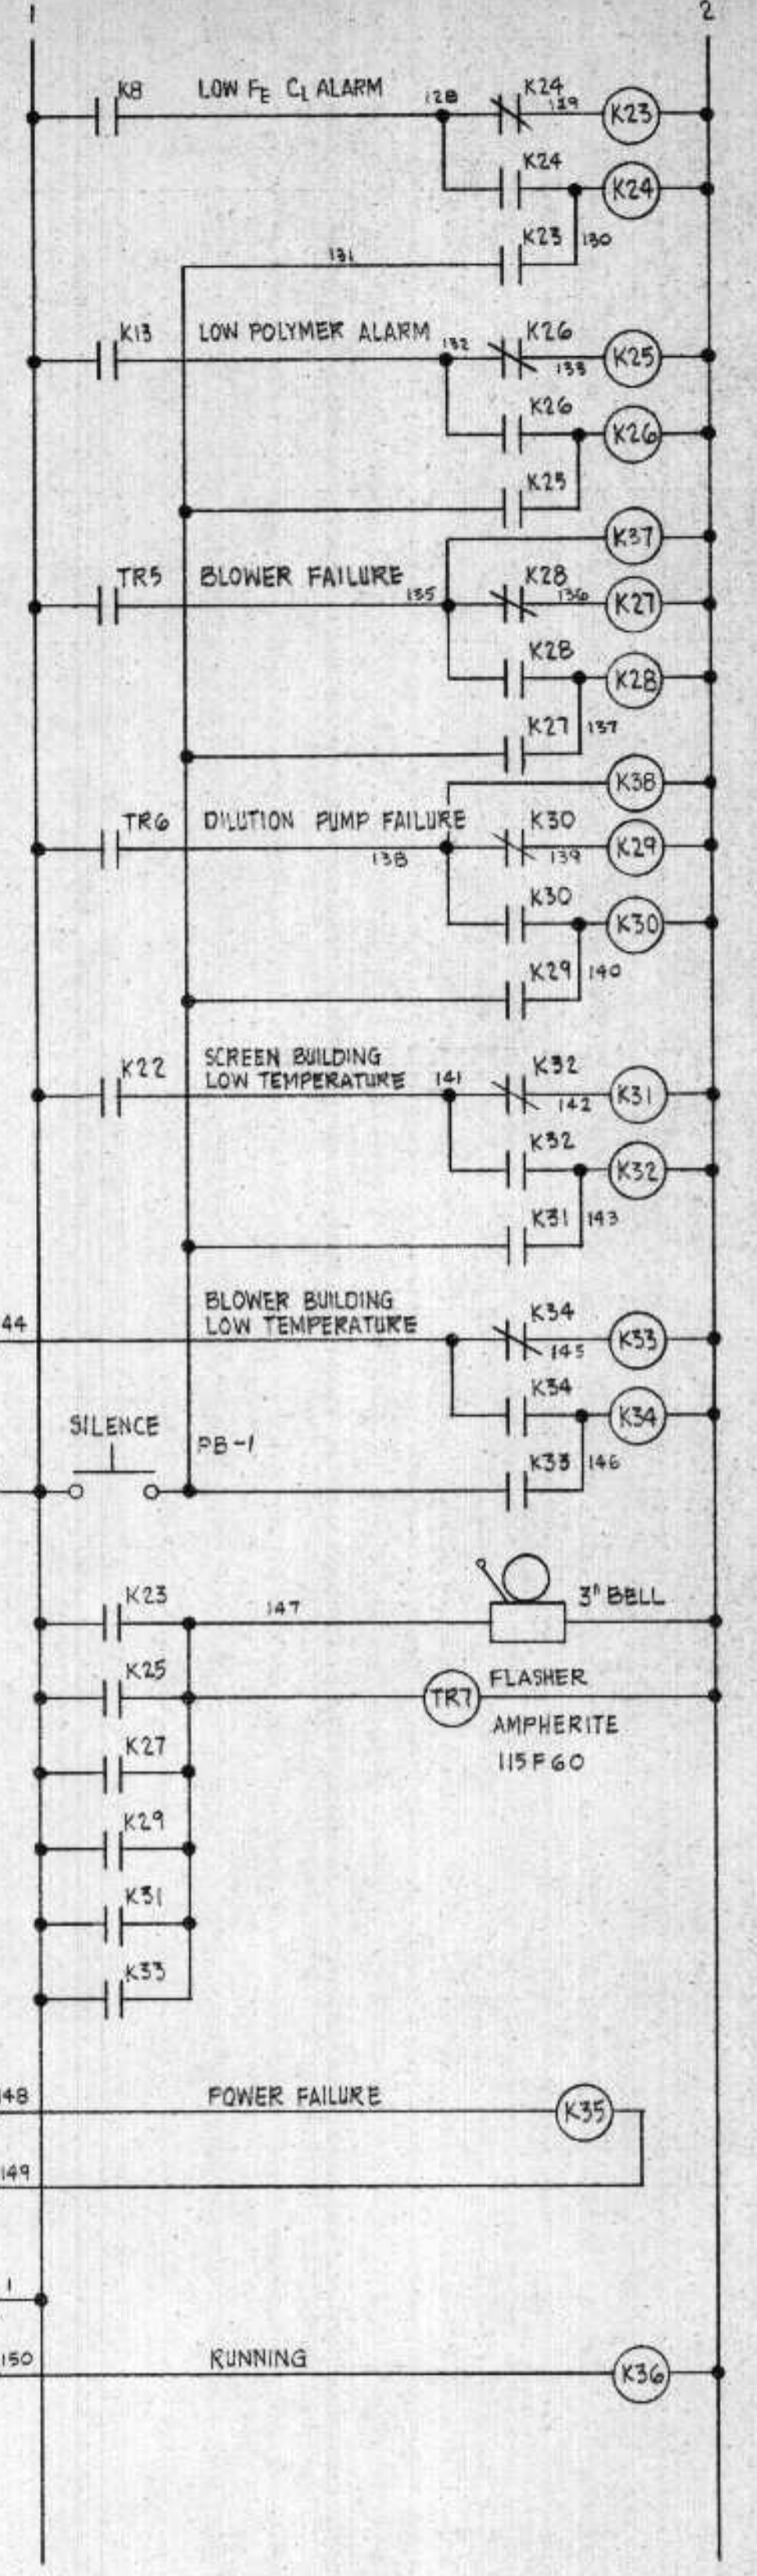 1
2
K8
LOW FE CL ALARM
128
K24
129
K23
K24
K24
131
K23
130
K13
LOW POLYMER ALARM
132
K26
133
K25
K26
K26
K25
K37
TR5
BLOWER FAILURE
135
K28
136
K27
K28
K28
K27
137
K38
TR6
DILUTION PUMP FAILURE
138
K30
139
K29
K30
K30
K29
140
K22
SCREEN BUILDING
LOW TEMPERATURE
141
K32
142
K31
K32
K32
K31
143
44
BLOWER BUILDING
LOW TEMPERATURE
K34
145
K33
K34
K34
SILENCE
PB-1
K33
146
K23
147
3" BELL
K25
TR7
FLASHER
AMPHERITE
115F60
K27
K29
K31
K33
148
POWER FAILURE
K35
149
1
150
RUNNING
K36